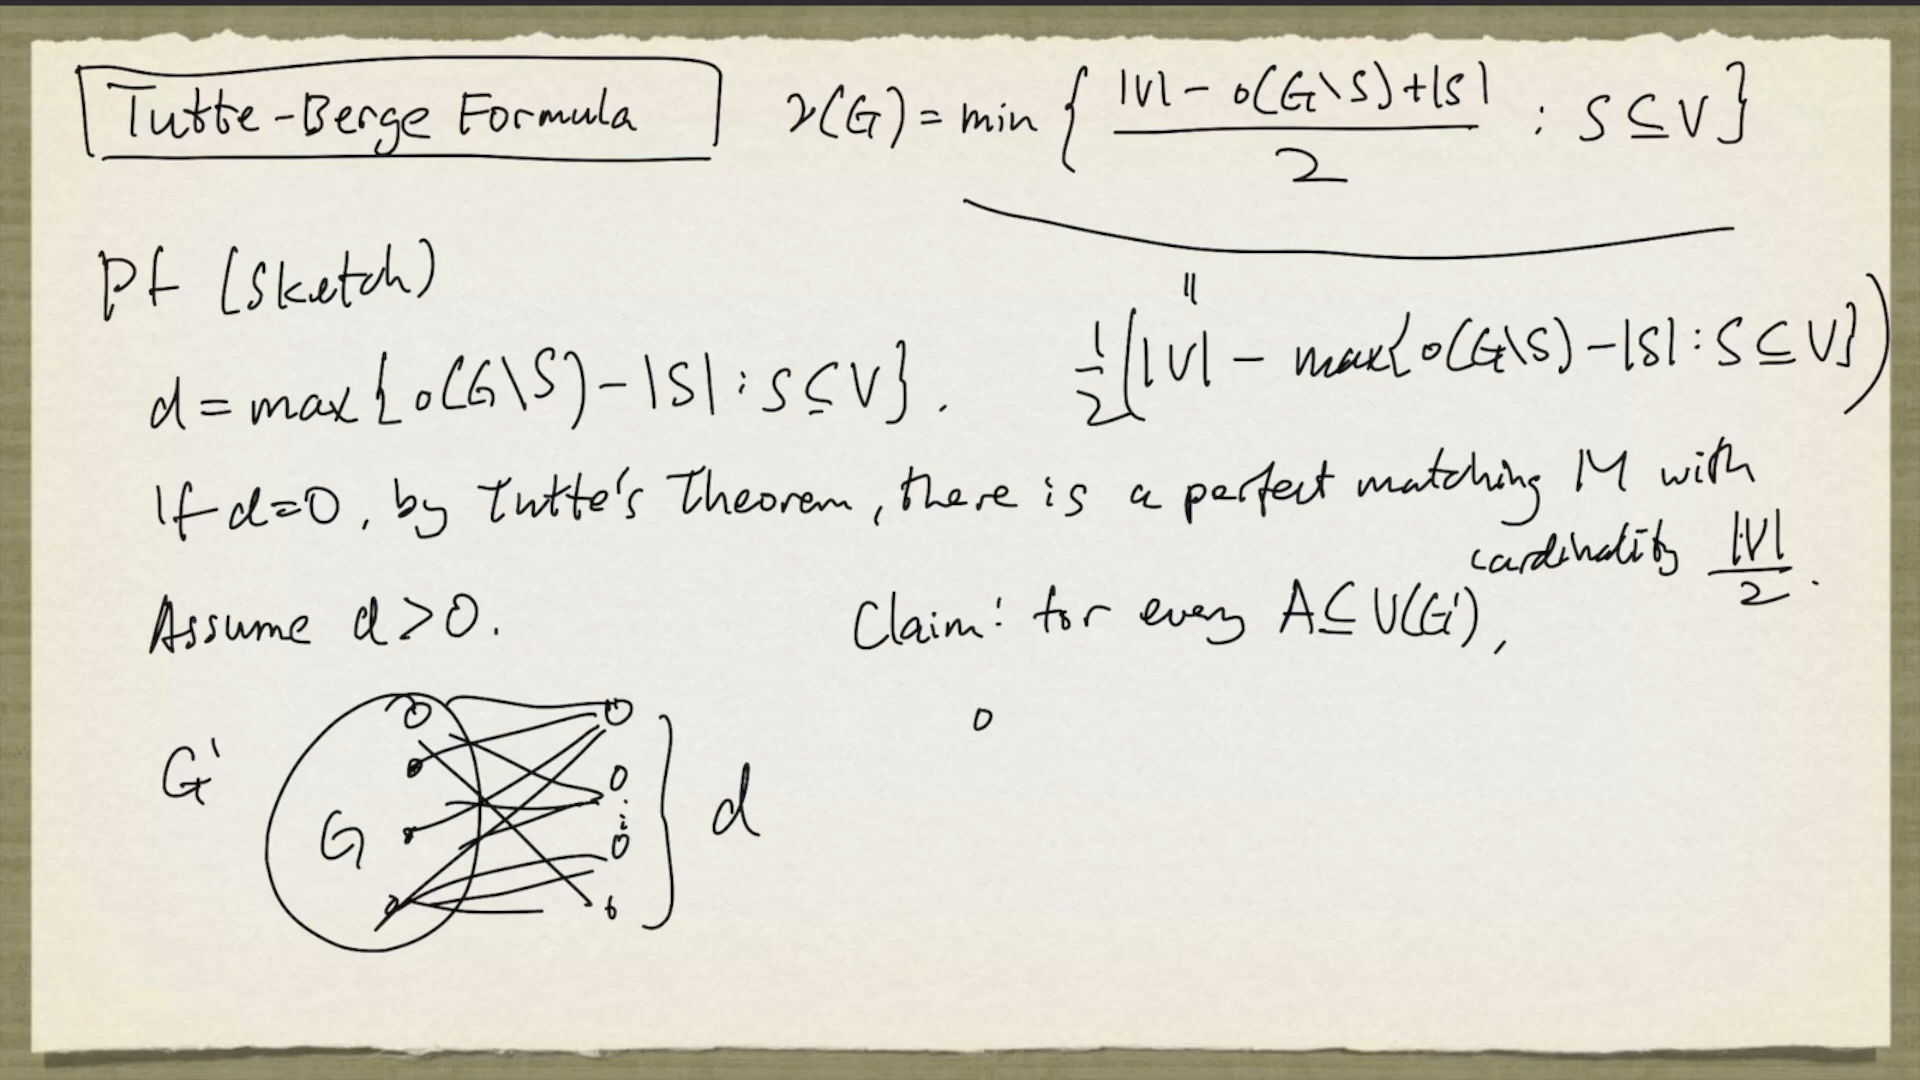 Tutte-Berge Formula
ν(G) = min { |V| - o(G\S) + |S| / 2 : S ⊆ V }
Pf (Sketch)
=
d = max { o(G\S) - |S| : S ⊆ V }.
1/2 ( |V| - max{ o(G\S) - |S| : S ⊆ V } )
If d=0, by Tutte's Theorem, there is a perfect matching M with
cardinality |V|/2.
Assume d>0.
Claim: for every A ⊆ V(G'),
o
G'
G
d